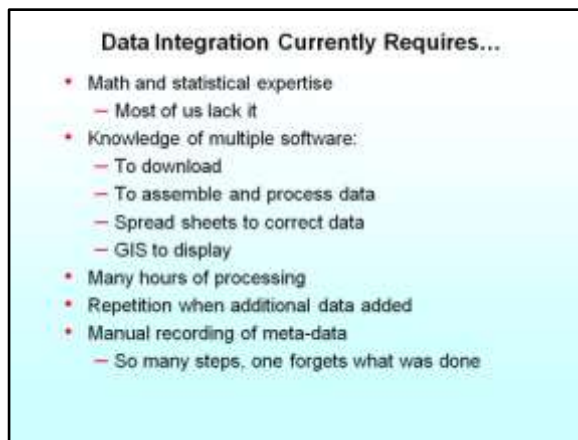 Data Integration Currently Requires…
• Math and statistical expertise
– Most of us lack it
• Knowledge of multiple software:
– To download
– To assemble and process data
– Spread sheets to correct data
– GIS to display
• Many hours of processing
• Repetition when additional data added
• Manual recording of meta-data
– So many steps, one forgets what was done